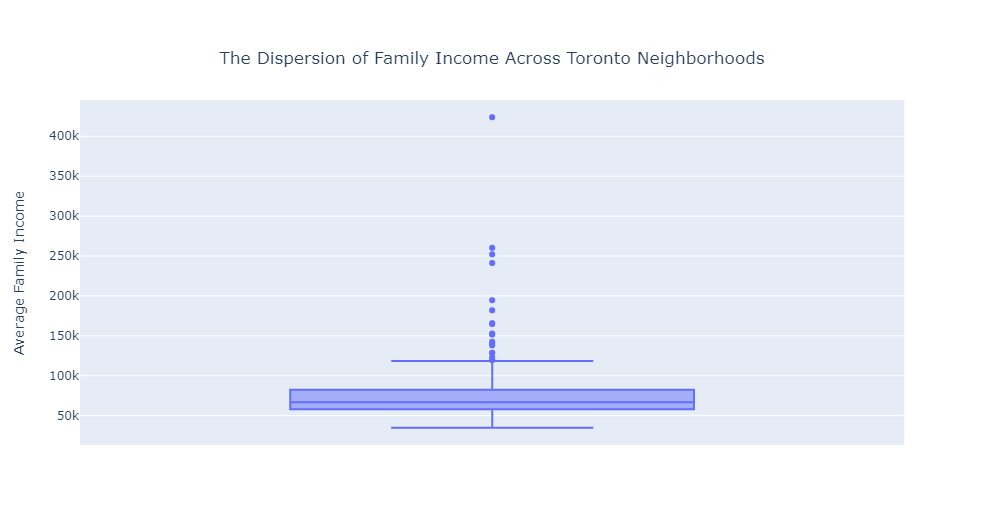 The Dispersion of Family Income Across Toronto Neighborhoods
400k
350k
300k
250k
200k
150k
100k
50k
Average Family Income